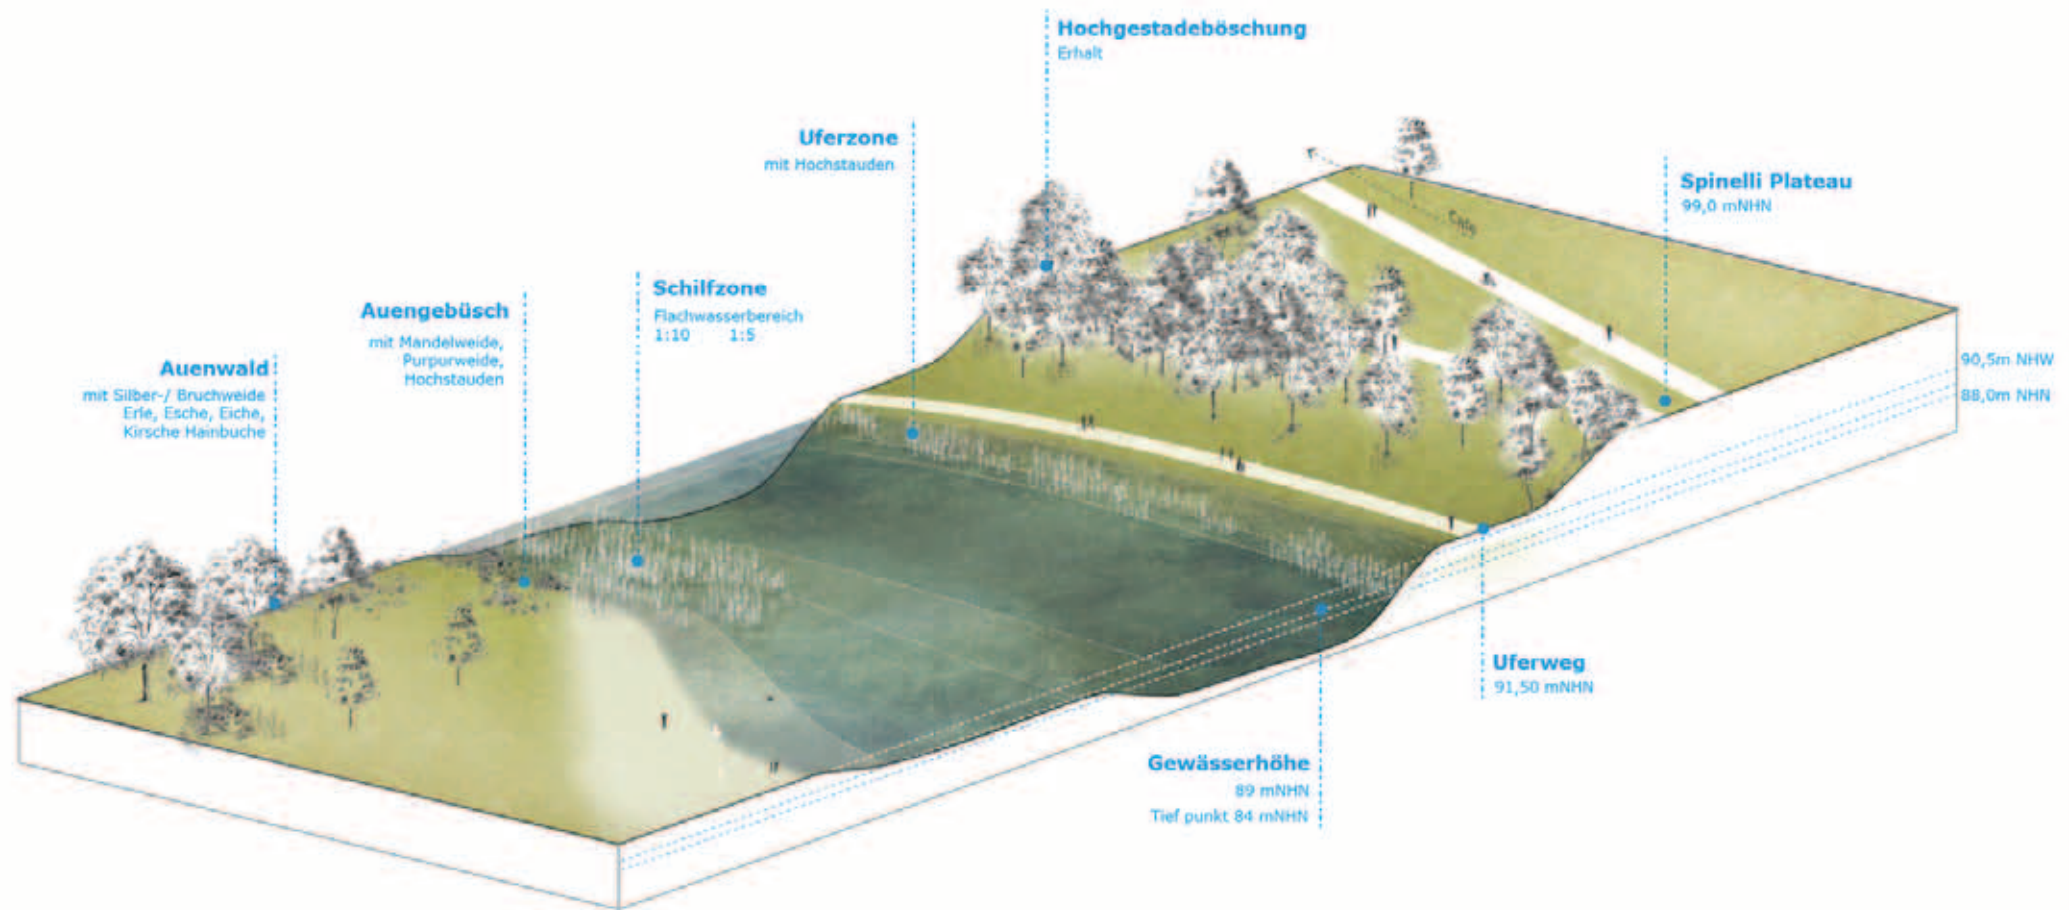 Hochgestadeböschung
Erhalt
Uferzone
mit Hochstauden
Spinelli Plateau
99,0 mNHN
Schilfzone
Flachwasserbereich
1:10 1:5
Auengebüsch
mit Mandelweide,
Purpurweide,
Hochstauden
Auenwald
mit Silber-/ Bruchweide
Erle, Esche, Eiche,
Kirsche Hainbuche
90,5m NHW
88,0m NHN
Uferweg
91,50 mNHN
Gewässerhöhe
89 mNHN
Tief punkt 84 mNHN